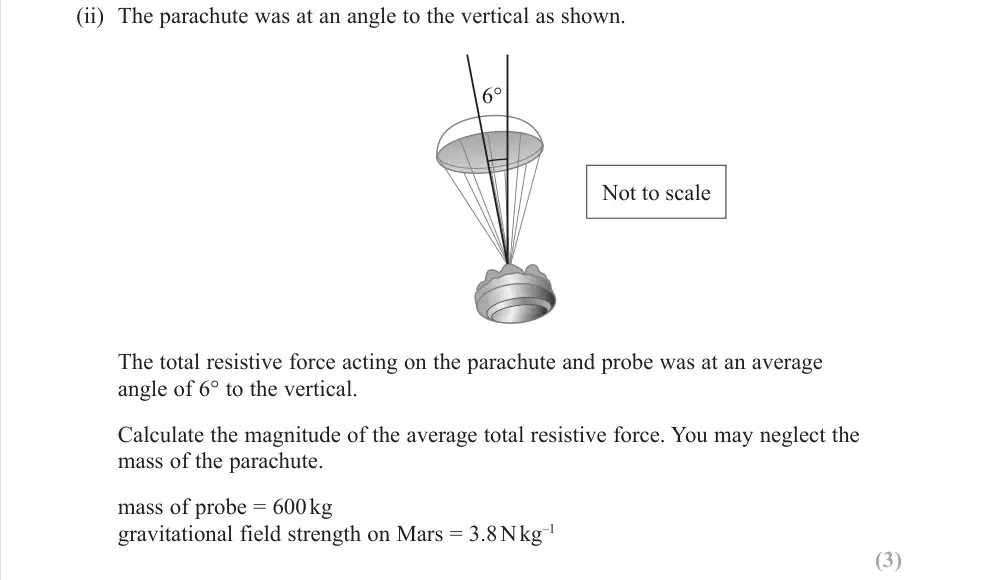 (ii) The parachute was at an angle to the vertical as shown.
6°
Not to scale
The total resistive force acting on the parachute and probe was at an average
angle of 6° to the vertical.
Calculate the magnitude of the average total resistive force. You may neglect the
mass of the parachute.
mass of probe = 600 kg
gravitational field strength on Mars = 3.8 N kg⁻¹
(3)